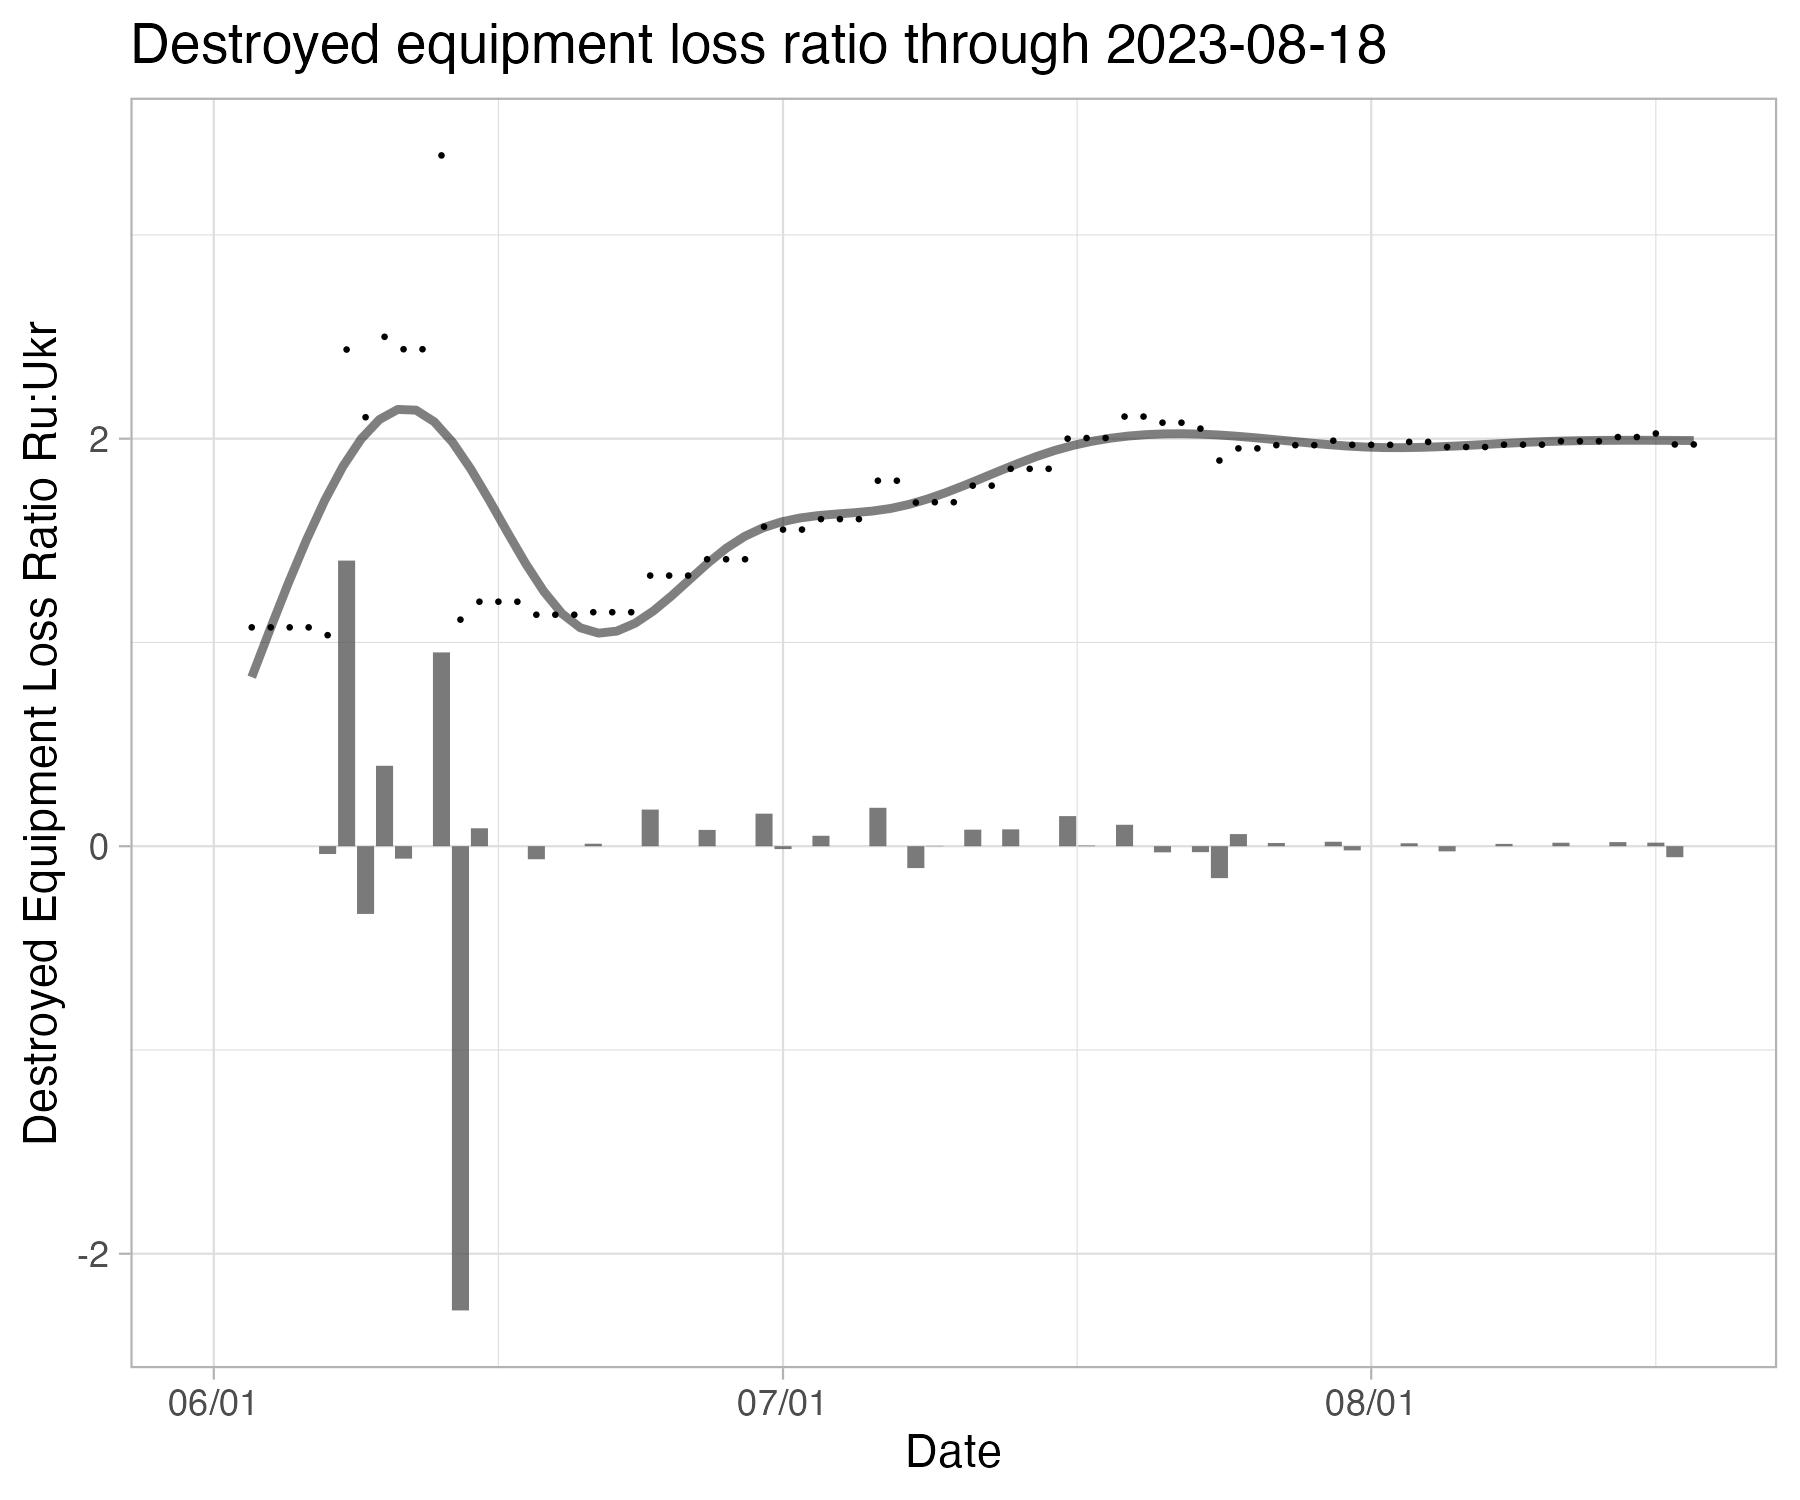 Destroyed equipment loss ratio through 2023-08-18
Destroyed Equipment Loss Ratio Ru:Ukr
2
0
-2
06/01
07/01
08/01
Date